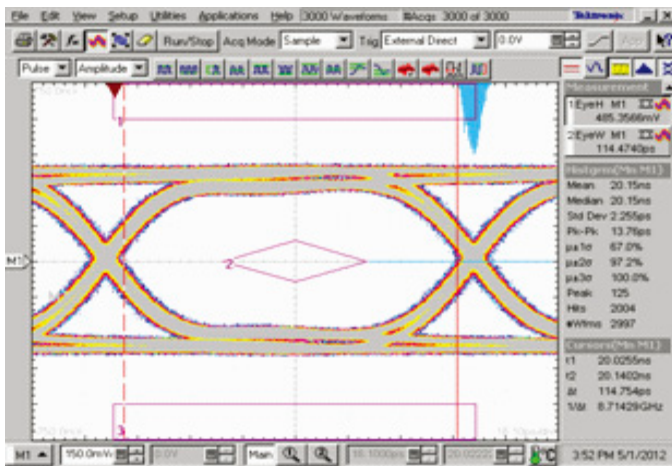 File Edit View Setup Utilities Applications Help 3000 Waveforms #Acqs 3000 of 3000 Tektronix
Run/Stop Acq Mode Sample Trig External Direct 0.0V App
Pulse Amplitude
Measurement
1 EyeH M1
485.3566mV
2 EyeW M1
114.4740ps
Histgrm(Mn M1)
Mean 20.15ns
Median 20.15ns
Std Dev 2.255ps
Pk-Pk 13.76ps
µ±1σ 67.0%
µ±2σ 97.2%
µ±3σ 100.0%
Peak 125
Hits 2004
#Wfms 2997
Cursors(Mn M1)
t1 20.0255ns
t2 20.1402ns
Δt 114.754ps
1/Δt 8.71429GHz
1
M1
2
3
M1 150.0mV 0.0V Main 3:52 PM 5/1/2012